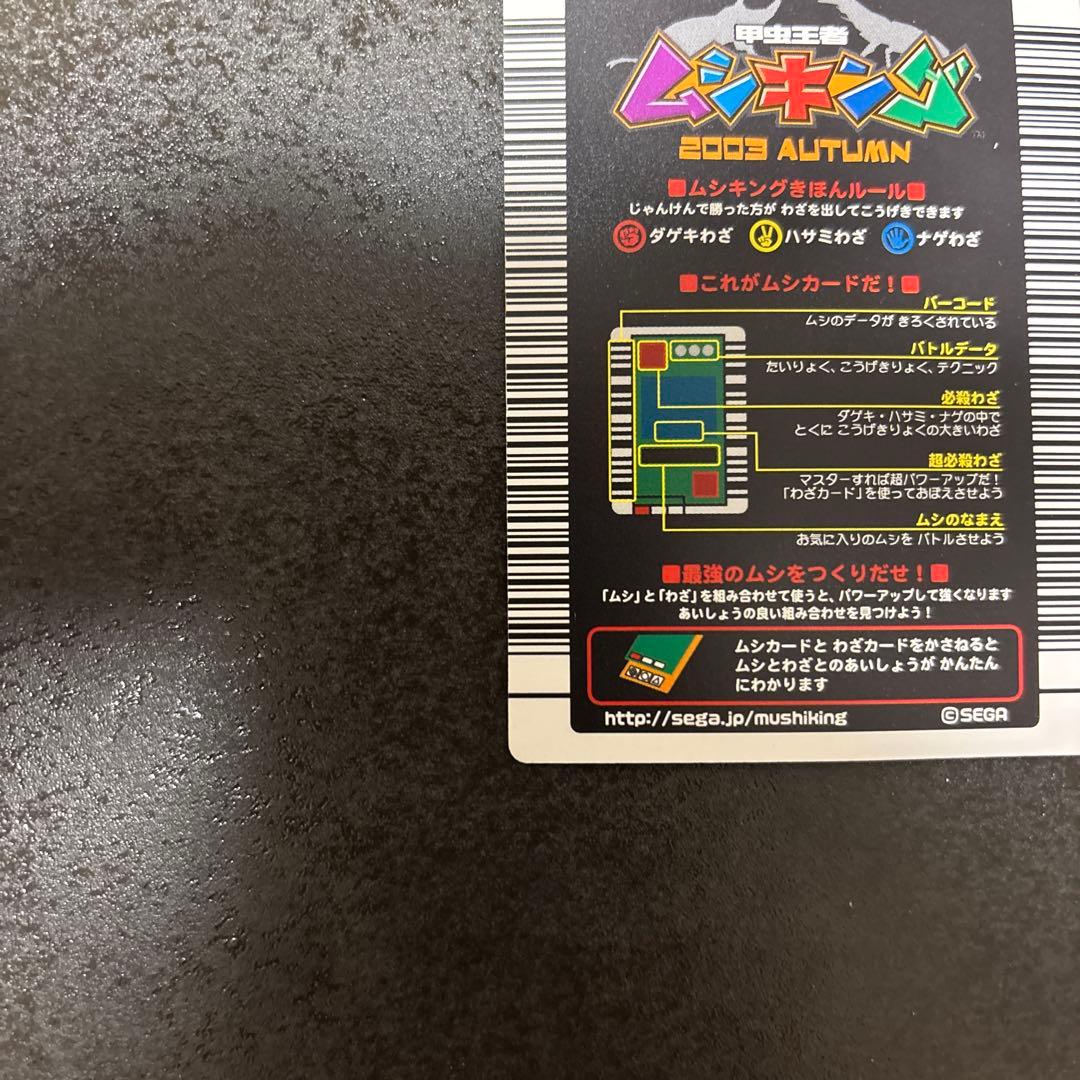 甲虫王者
ムシキング
2003 AUTUMN
■ムシキングきほんルール■
じゃんけんで勝った方が わざを出してこうげきできます
ダゲキわざ ハサミわざ ナゲわざ
■これがムシカードだ！■
バーコード
ムシのデータが きろくされている
バトルデータ
たいりょく、こうげきりょく、テクニック
必殺わざ
ダゲキ・ハサミ・ナゲの中で
とくに こうげきりょくの大きいわざ
超必殺わざ
マスターすれば超パワーアップだ！
「わざカード」を使っておぼえさせよう
ムシのなまえ
お気に入りのムシを バトルさせよう
■最強のムシをつくりだせ！■
「ムシ」と「わざ」を組み合わせて使うと、パワーアップして強くなります
あいしょうの良い組み合わせを見つけよう！
ムシカードと わざカードをかさねると
ムシとわざとのあいしょうが かんたん
にわかります
http://sega.jp/mushiking ©SEGA